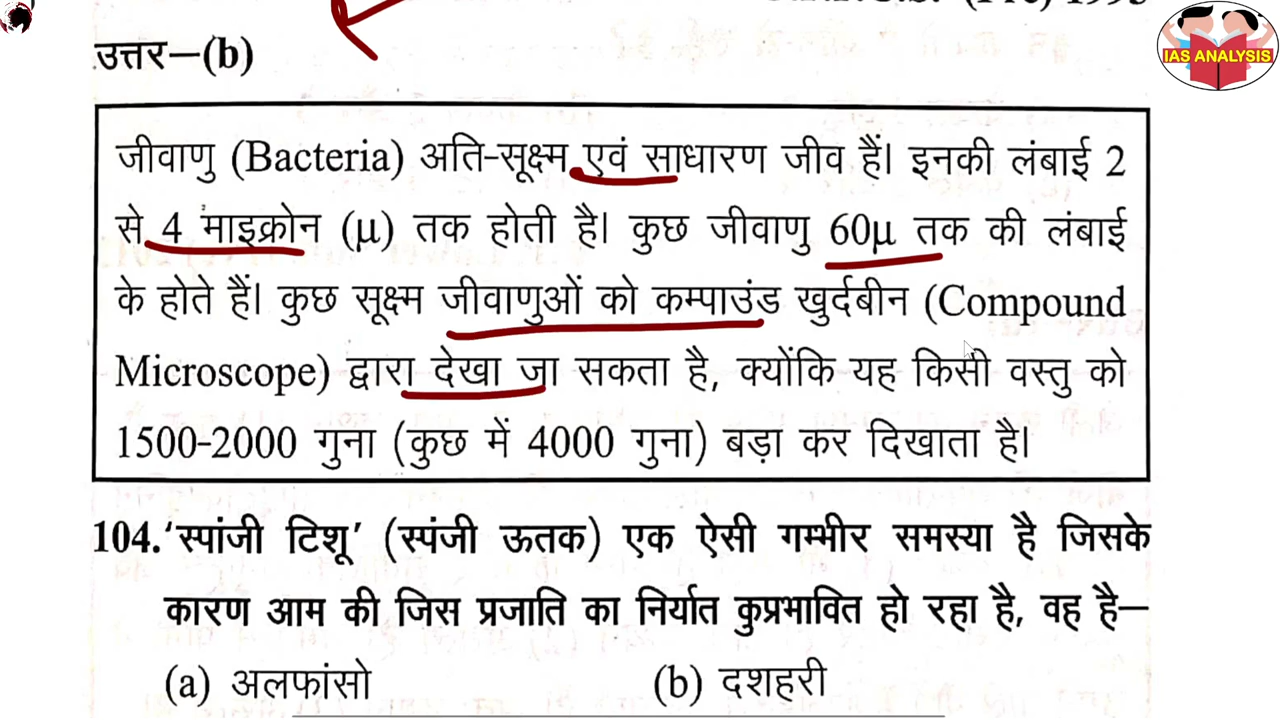 उत्तर–(b)
IAS ANALYSIS
जीवाणु (Bacteria) अति-सूक्ष्म एवं साधारण जीव हैं। इनकी लंबाई 2
से 4 माइक्रोन (μ) तक होती है। कुछ जीवाणु 60μ तक की लंबाई
के होते हैं। कुछ सूक्ष्म जीवाणुओं को कम्पाउंड खुर्दबीन (Compound
Microscope) द्वारा देखा जा सकता है, क्योंकि यह किसी वस्तु को
1500-2000 गुना (कुछ में 4000 गुना) बड़ा कर दिखाता है।
104. ‘स्पांजी टिशू’ (स्पंजी ऊतक) एक ऐसी गम्भीर समस्या है जिसके
कारण आम की जिस प्रजाति का निर्यात कुप्रभावित हो रहा है, वह है–
(a) अलफांसो (b) दशहरी